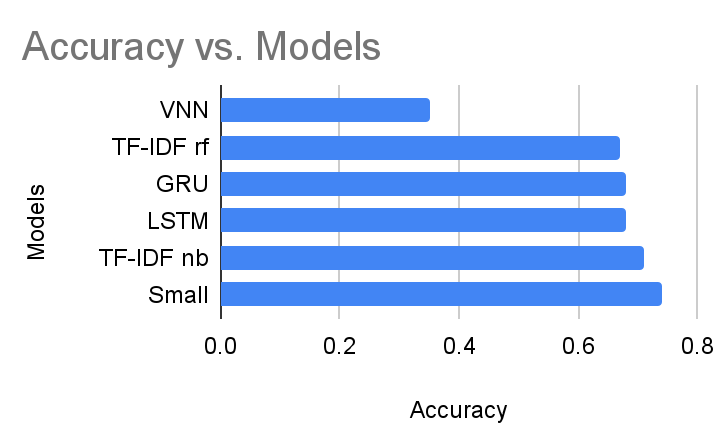 Accuracy vs. Models
Models
VNN
TF-IDF rf
GRU
LSTM
TF-IDF nb
Small
0.0 0.2 0.4 0.6 0.8
Accuracy